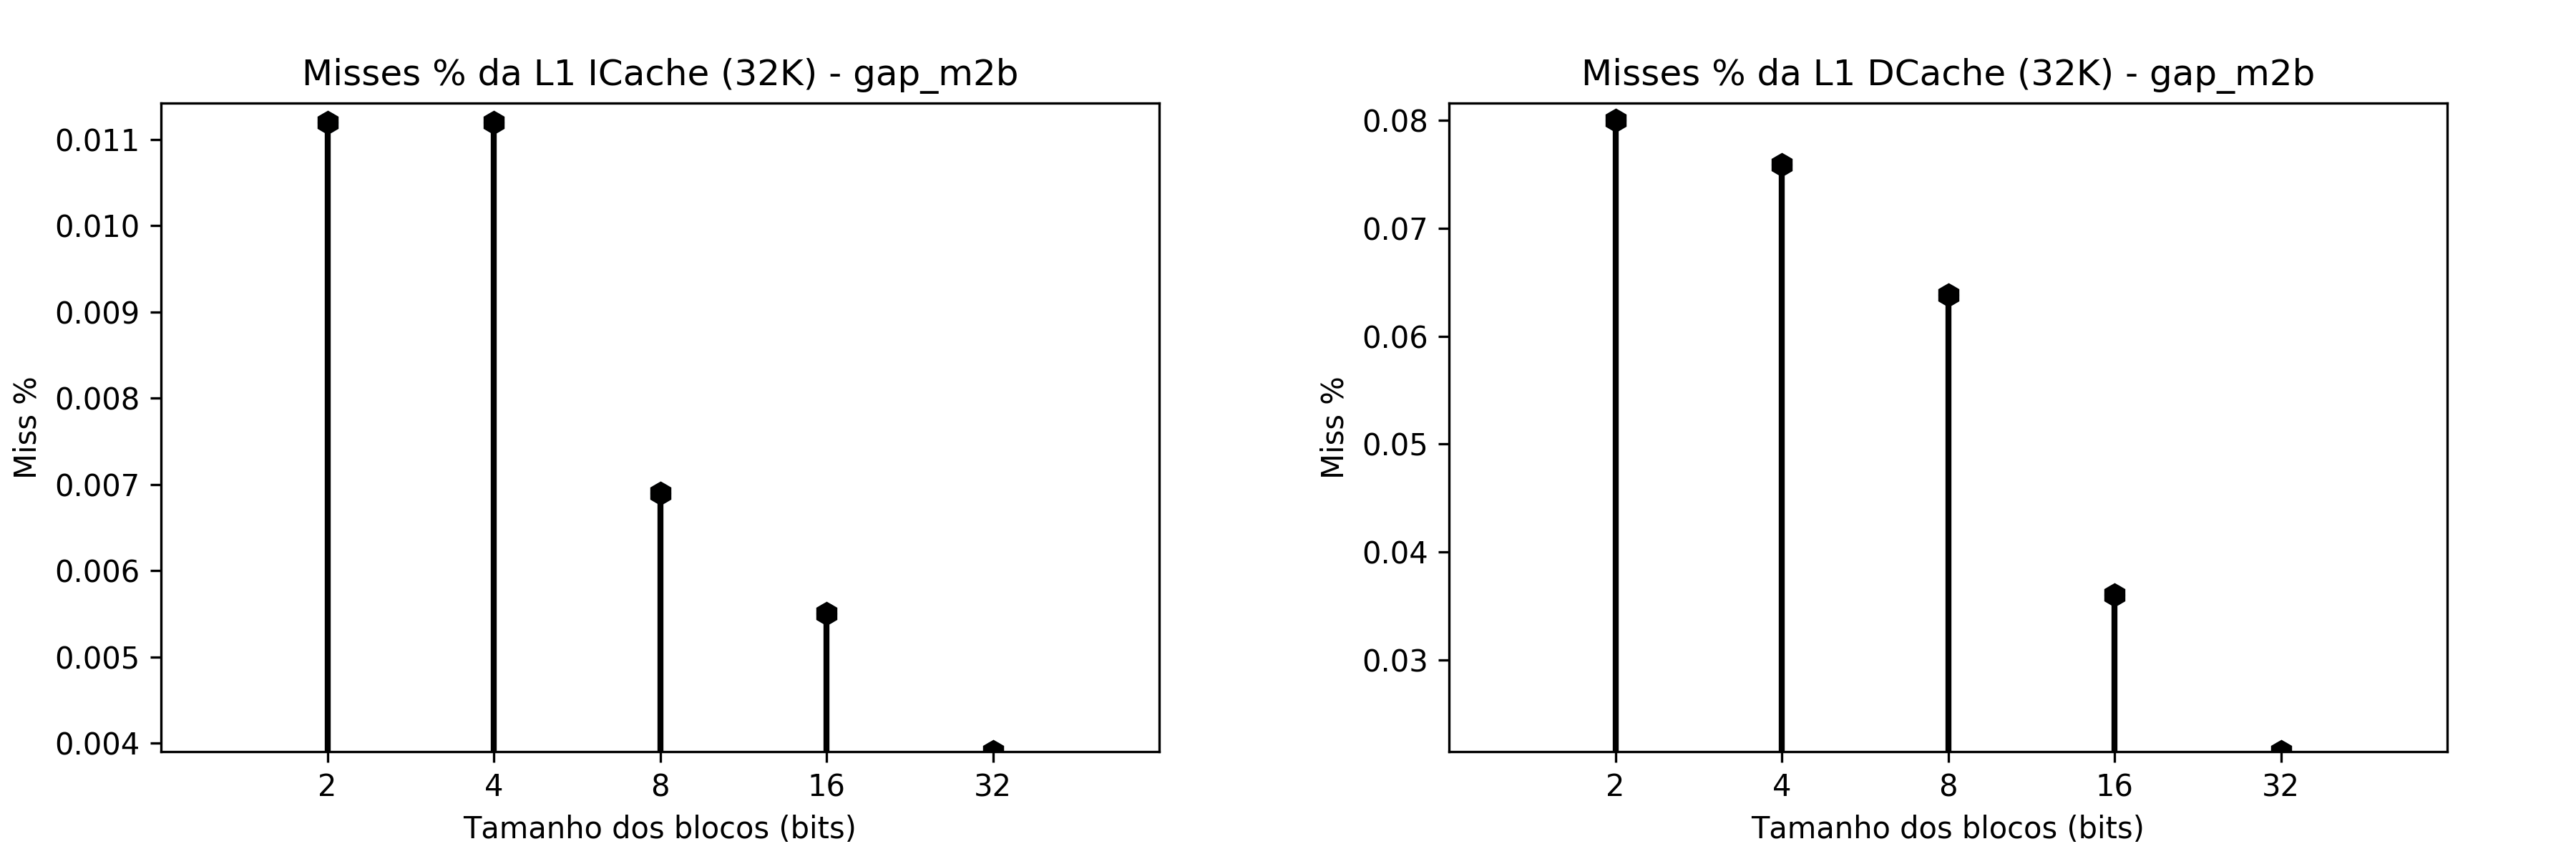 Misses % da L1 ICache (32K) - gap_m2b
0.011
0.010
0.009
0.008
0.007
0.006
0.005
0.004
Miss %
2 4 8 16 32
Tamanho dos blocos (bits)
Misses % da L1 DCache (32K) - gap_m2b
0.08
0.07
0.06
0.05
0.04
0.03
Miss %
2 4 8 16 32
Tamanho dos blocos (bits)